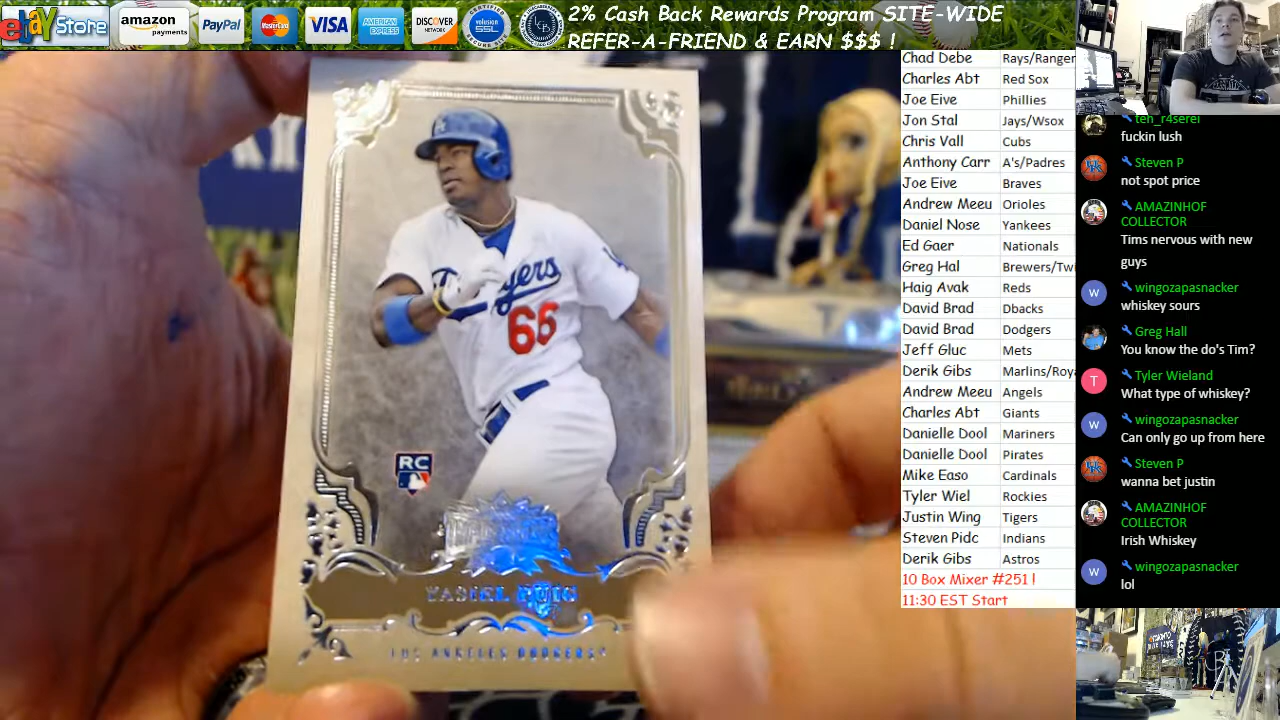 ebay Store
amazon
payments
PayPal
MasterCard
VISA
AMERICAN
EXPRESS
DISCOVER
NETWORK
CERTIFIED
volusion
SSL
2% Cash Back Rewards Program SITE-WIDE
REFER-A-FRIEND & EARN $$$ !
Dodgers
66
RC
YASIEL PUIG
LOS ANGELES DODGERS®
Chad Debe Rays/Ranger
Charles Abt Red Sox
Joe Eive Phillies
Jon Stal Jays/Wsox
Chris Vall Cubs
Anthony Carr A's/Padres
Joe Eive Braves
Andrew Meeu Orioles
Daniel Nose Yankees
Ed Gaer Nationals
Greg Hal Brewers/Twi
Haig Avak Reds
David Brad Dbacks
David Brad Dodgers
Jeff Gluc Mets
Derik Gibs Marlins/Roya
Andrew Meeu Angels
Charles Abt Giants
Danielle Dool Mariners
Danielle Dool Pirates
Mike Easo Cardinals
Tyler Wiel Rockies
Justin Wing Tigers
Steven Pidc Indians
Derik Gibs Astros
10 Box Mixer #251 !
11:30 EST Start
teh_r4serei
fuckin lush
Steven P
not spot price
AMAZINHOF
COLLECTOR
Tims nervous with new
guys
W
wingozapasnacker
whiskey sours
Greg Hall
You know the do's Tim?
T
Tyler Wieland
What type of whiskey?
W
wingozapasnacker
Can only go up from here
Steven P
wanna bet justin
AMAZINHOF
COLLECTOR
Irish Whiskey
W
wingozapasnacker
lol